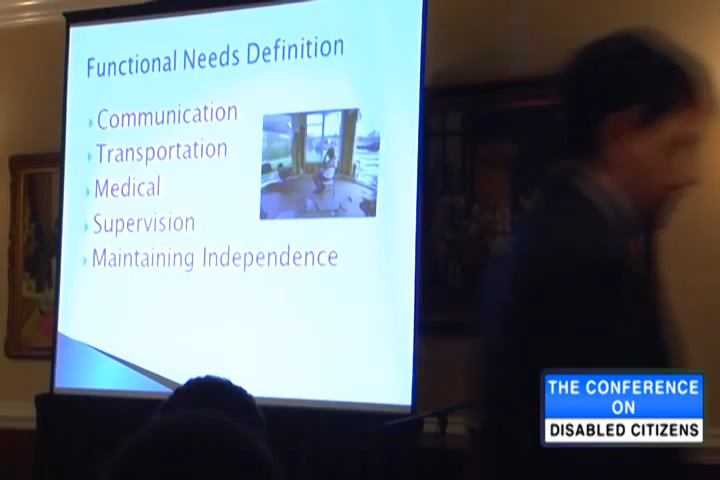 Functional Needs Definition
Communication
Transportation
Medical
Supervision
Maintaining Independence
THE CONFERENCE
ON
DISABLED CITIZENS